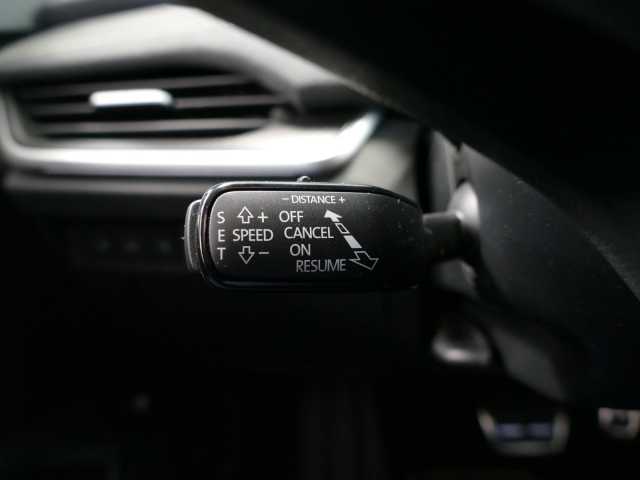 - DISTANCE +
S + OFF
E SPEED CANCEL
T - ON
RESUME